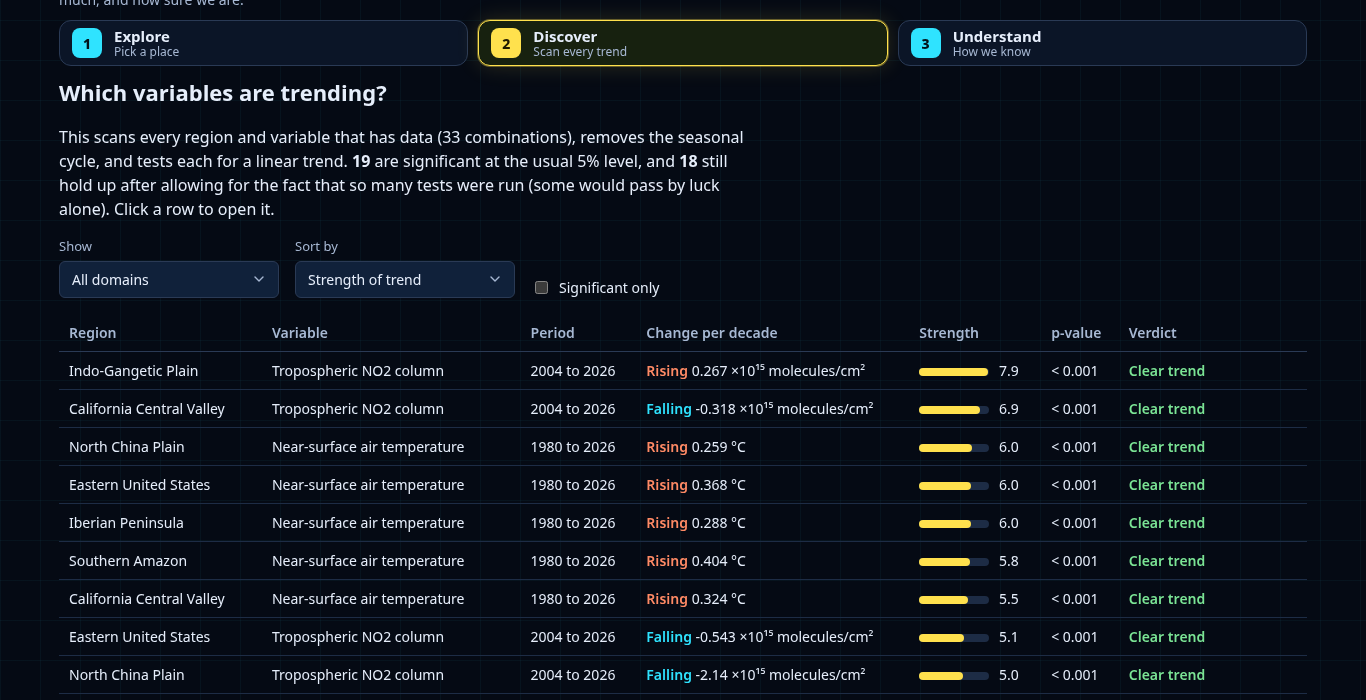 much, and how sure we are.
1 Explore
Pick a place
2 Discover
Scan every trend
3 Understand
How we know
Which variables are trending?
This scans every region and variable that has data (33 combinations), removes the seasonal
cycle, and tests each for a linear trend. 19 are significant at the usual 5% level, and 18 still
hold up after allowing for the fact that so many tests were run (some would pass by luck
alone). Click a row to open it.
Show Sort by
All domains Strength of trend Significant only
Region Variable Period Change per decade Strength p-value Verdict
Indo-Gangetic Plain Tropospheric NO2 column 2004 to 2026 Rising 0.267 ×10¹⁵ molecules/cm² 7.9 < 0.001 Clear trend
California Central Valley Tropospheric NO2 column 2004 to 2026 Falling -0.318 ×10¹⁵ molecules/cm² 6.9 < 0.001 Clear trend
North China Plain Near-surface air temperature 1980 to 2026 Rising 0.259 °C 6.0 < 0.001 Clear trend
Eastern United States Near-surface air temperature 1980 to 2026 Rising 0.368 °C 6.0 < 0.001 Clear trend
Iberian Peninsula Near-surface air temperature 1980 to 2026 Rising 0.288 °C 6.0 < 0.001 Clear trend
Southern Amazon Near-surface air temperature 1980 to 2026 Rising 0.404 °C 5.8 < 0.001 Clear trend
California Central Valley Near-surface air temperature 1980 to 2026 Rising 0.324 °C 5.5 < 0.001 Clear trend
Eastern United States Tropospheric NO2 column 2004 to 2026 Falling -0.543 ×10¹⁵ molecules/cm² 5.1 < 0.001 Clear trend
North China Plain Tropospheric NO2 column 2004 to 2026 Falling -2.14 ×10¹⁵ molecules/cm² 5.0 < 0.001 Clear trend